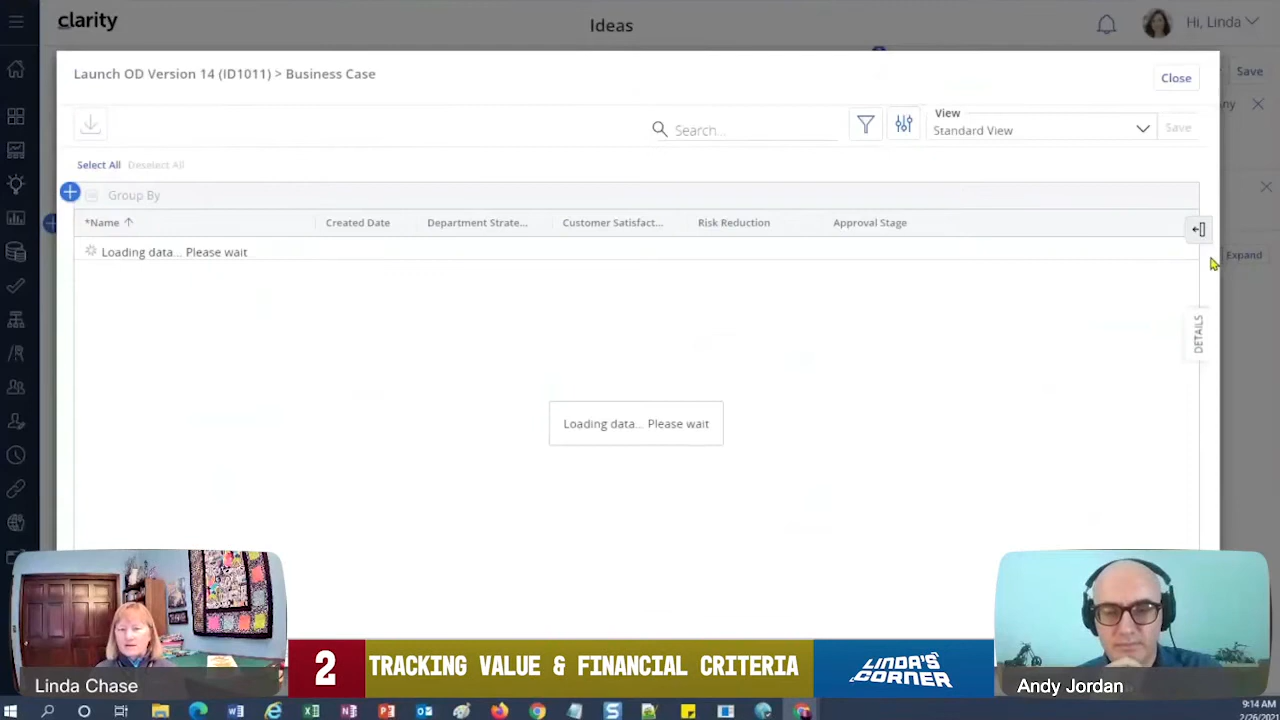 clarity
Ideas
Hi, Linda
Launch OD Version 14 (ID1011) > Business Case
Close
Save
ny
Search...
View
Standard View
Save
Select All Deselect All
Group By
*Name Created Date Department Strate... Customer Satisfact... Risk Reduction Approval Stage
Loading data... Please wait
Expand
DETAILS
Loading data... Please wait
Linda Chase
2 TRACKING VALUE & FINANCIAL CRITERIA
LINDA'S
CORNER
Andy Jordan
9:14 AM